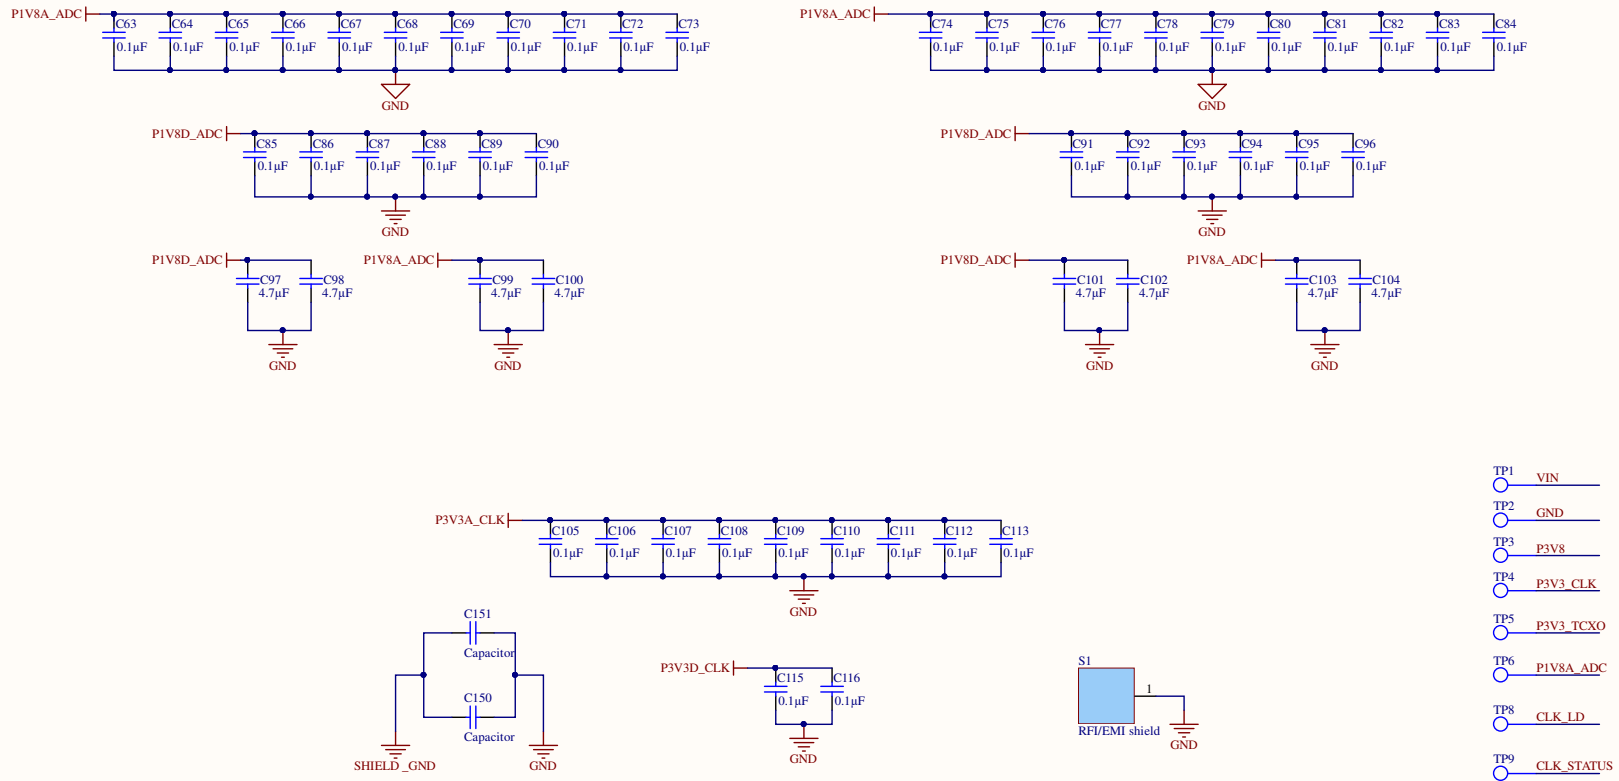 P1V8A_ADC
C63 C64 C65 C66 C67 C68 C69 C70 C71 C72 C73
0.1µF 0.1µF 0.1µF 0.1µF 0.1µF 0.1µF 0.1µF 0.1µF 0.1µF 0.1µF 0.1µF
GND
P1V8A_ADC
C74 C75 C76 C77 C78 C79 C80 C81 C82 C83 C84
0.1µF 0.1µF 0.1µF 0.1µF 0.1µF 0.1µF 0.1µF 0.1µF 0.1µF 0.1µF 0.1µF
GND
P1V8D_ADC
C85 C86 C87 C88 C89 C90
0.1µF 0.1µF 0.1µF 0.1µF 0.1µF 0.1µF
GND
P1V8D_ADC
C91 C92 C93 C94 C95 C96
0.1µF 0.1µF 0.1µF 0.1µF 0.1µF 0.1µF
GND
P1V8D_ADC
C97 C98
4.7µF 4.7µF
GND
P1V8A_ADC
C99 C100
4.7µF 4.7µF
GND
P1V8D_ADC
C101 C102
4.7µF 4.7µF
GND
P1V8A_ADC
C103 C104
4.7µF 4.7µF
GND
P3V3A_CLK
C105 C106 C107 C108 C109 C110 C111 C112 C113
0.1µF 0.1µF 0.1µF 0.1µF 0.1µF 0.1µF 0.1µF 0.1µF 0.1µF
GND
C151
Capacitor
C150
Capacitor
SHIELD_GND
GND
P3V3D_CLK
C115 C116
0.1µF 0.1µF
GND
S1
1
RFI/EMI shield
GND
TP1 VIN
TP2 GND
TP3 P3V8
TP4 P3V3_CLK
TP5 P3V3_TCXO
TP6 P1V8A_ADC
TP8 CLK_LD
TP9 CLK_STATUS